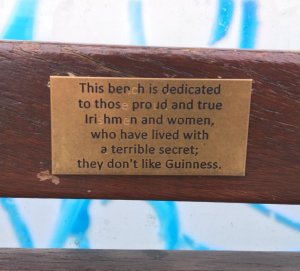 This bench is dedicated
to those proud and true
Irishmen and women,
who have lived with
a terrible secret;
they don't like Guinness.